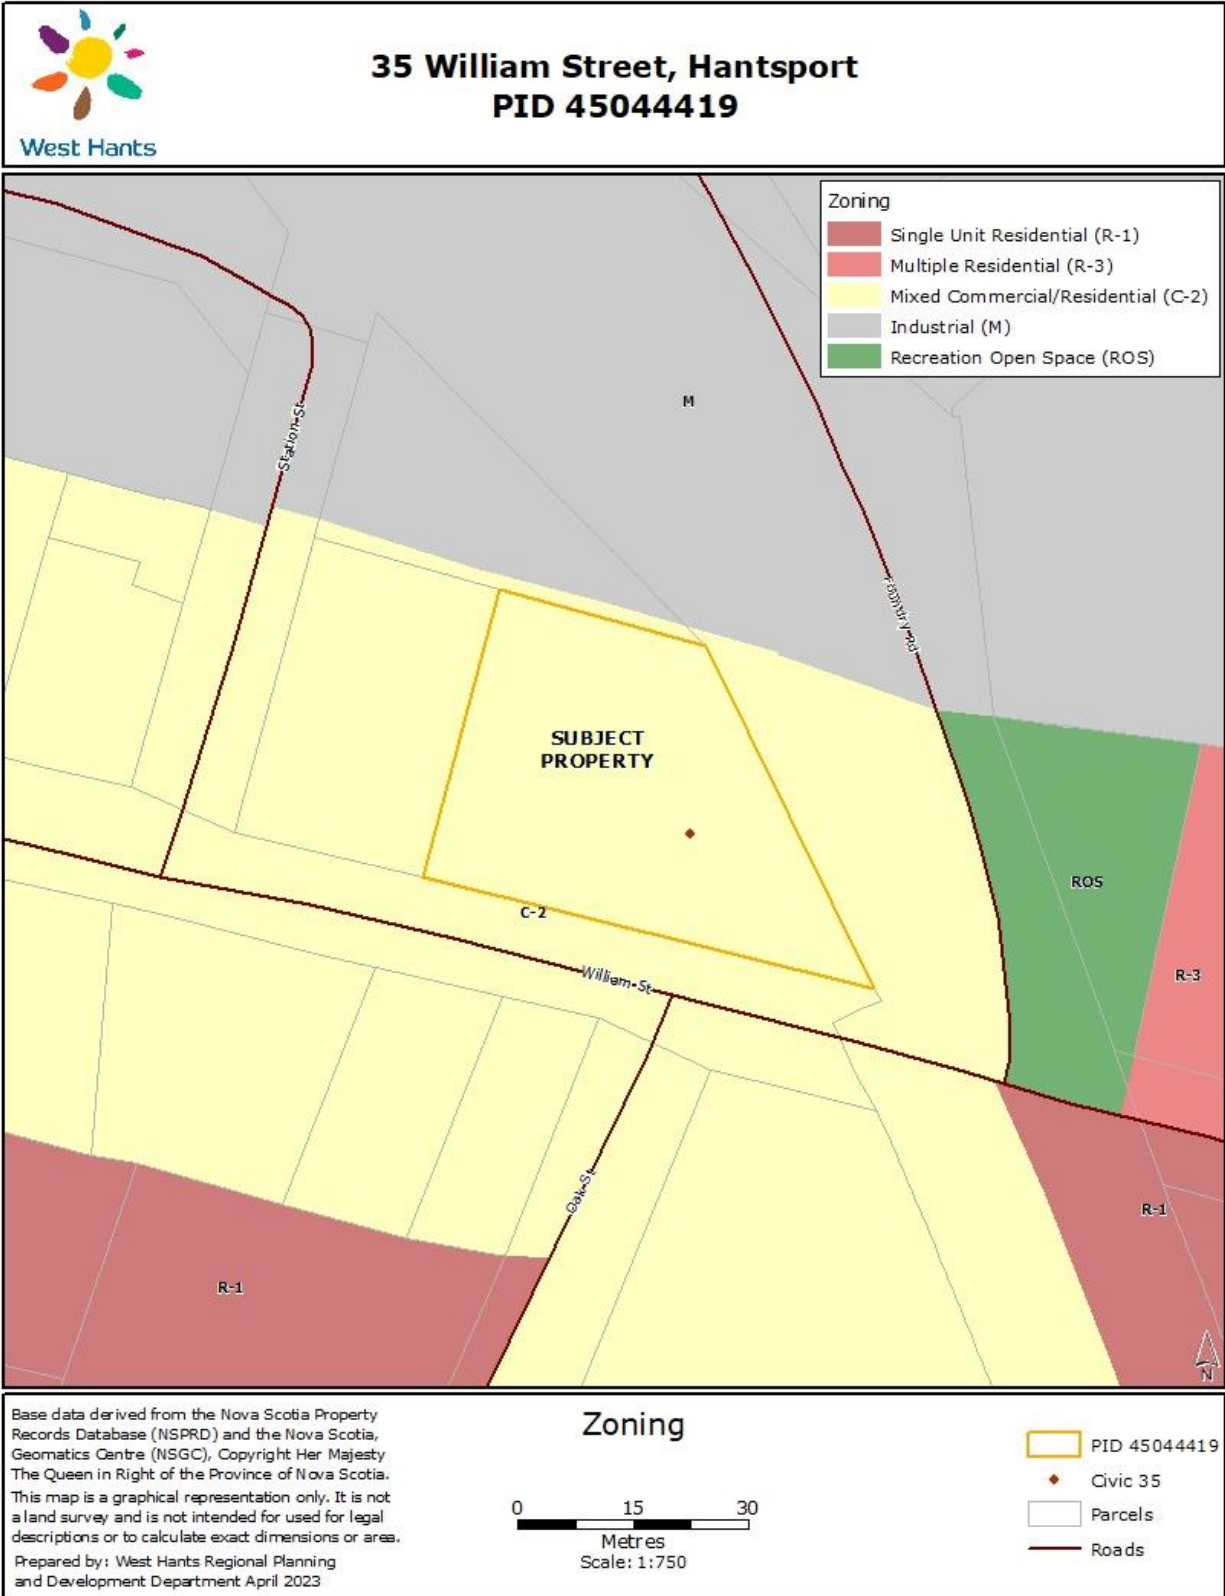 West Hants
35 William Street, Hantsport
PID 45044419
Zoning
Single Unit Residential (R-1)
Multiple Residential (R-3)
Mixed Commercial/Residential (C-2)
Industrial (M)
Recreation Open Space (ROS)
M
Station St
Foundry Rd
SUBJECT
PROPERTY
ROS
C-2
R-3
William St
Oak St
R-1
R-1
N
Base data derived from the Nova Scotia Property
Records Database (NSPRD) and the Nova Scotia,
Geomatics Centre (NSGC), Copyright Her Majesty
The Queen in Right of the Province of Nova Scotia.
This map is a graphical representation only. It is not
a land survey and is not intended for used for legal
descriptions or to calculate exact dimensions or area.
Prepared by: West Hants Regional Planning
and Development Department April 2023
Zoning
0 15 30
Metres
Scale: 1:750
PID 45044419
Civic 35
Parcels
Roads